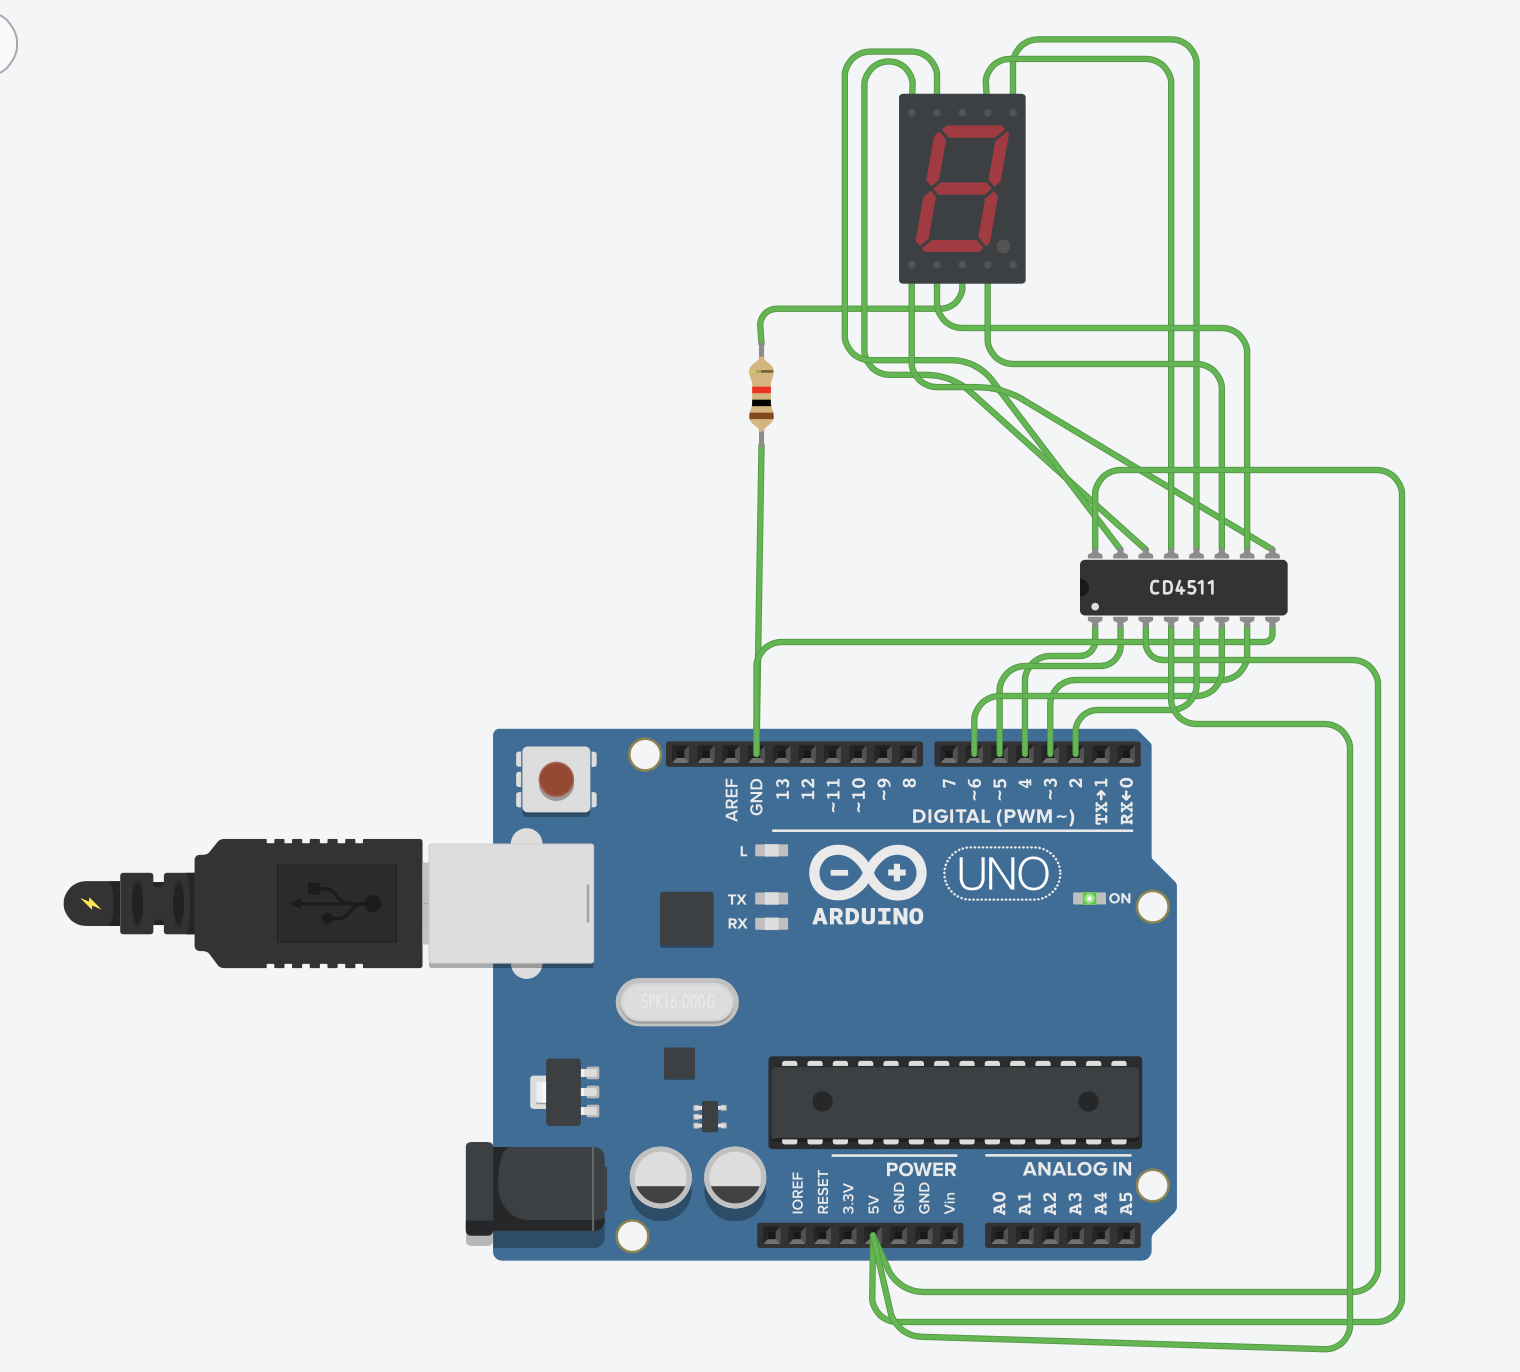 CD4511
AREF
GND
13
12
~11
~10
~9
8
7
~6
~5
4
~3
2
TX→1
RX←0
DIGITAL (PWM~)
L
TX
RX
ARDUINO
UNO
ON
SPK16.000G
POWER
ANALOG IN
IOREF
RESET
3.3V
5V
GND
GND
Vin
A0
A1
A2
A3
A4
A5